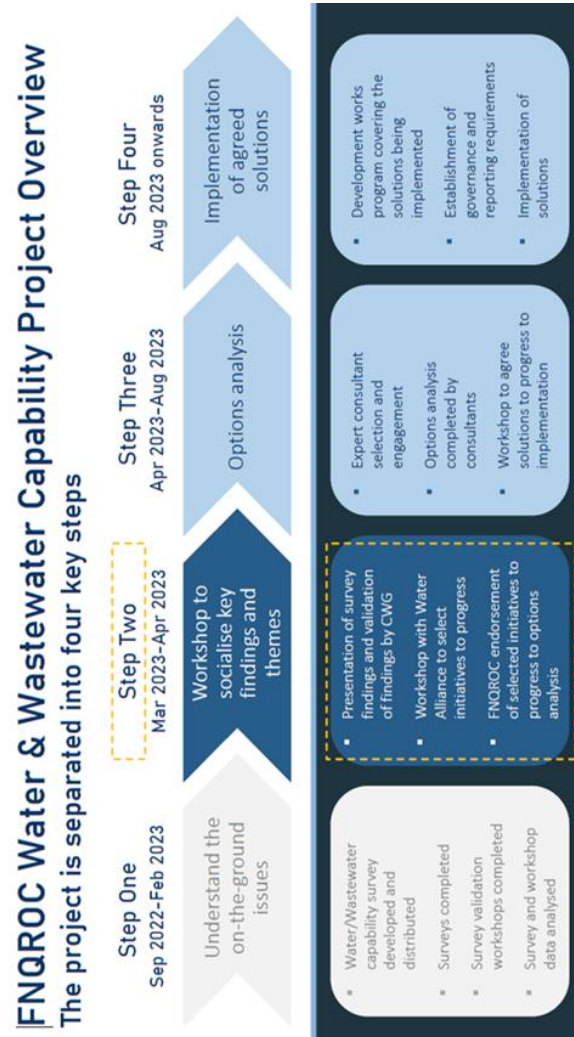 FNQROC Water & Wastewater Capability Project Overview
The project is separated into four key steps
Step One
Sep 2022-Feb 2023
Understand the
on-the-ground
issues
▪ Water/Wastewater
capability survey
developed and
distributed
▪ Surveys completed
▪ Survey validation
workshops completed
▪ Survey and workshop
data analysed
Step Two
Mar 2023-Apr 2023
Workshop to
socialise key
findings and
themes
▪ Presentation of survey
findings and validation
of findings by CWG
▪ Workshop with Water
Alliance to select
initiatives to progress
▪ FNQROC endorsement
of selected initiatives to
progress to options
analysis
Step Three
Apr 2023-Aug 2023
Options analysis
▪ Expert consultant
selection and
engagement
▪ Options analysis
completed by
consultants
▪ Workshop to agree
solutions to progress to
implementation
Step Four
Aug 2023 onwards
Implementation
of agreed
solutions
▪ Development works
program covering the
solutions being
implemented
▪ Establishment of
governance and
reporting requirements
▪ Implementation of
solutions